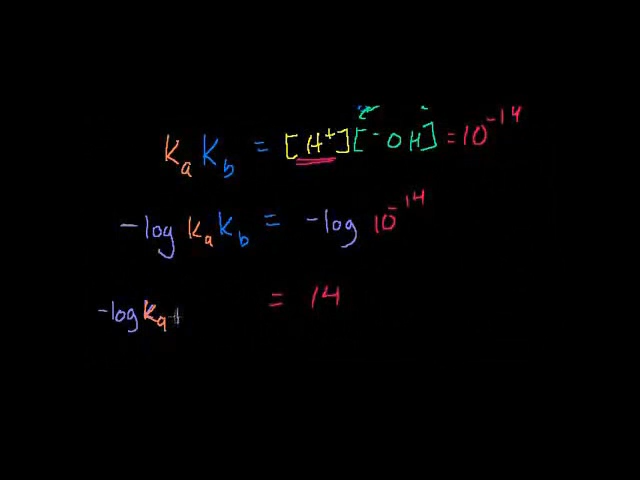 KaKb = [H+][-OH] = 10^-14
-log KaKb = -log 10^-14
-log Ka+ = 14